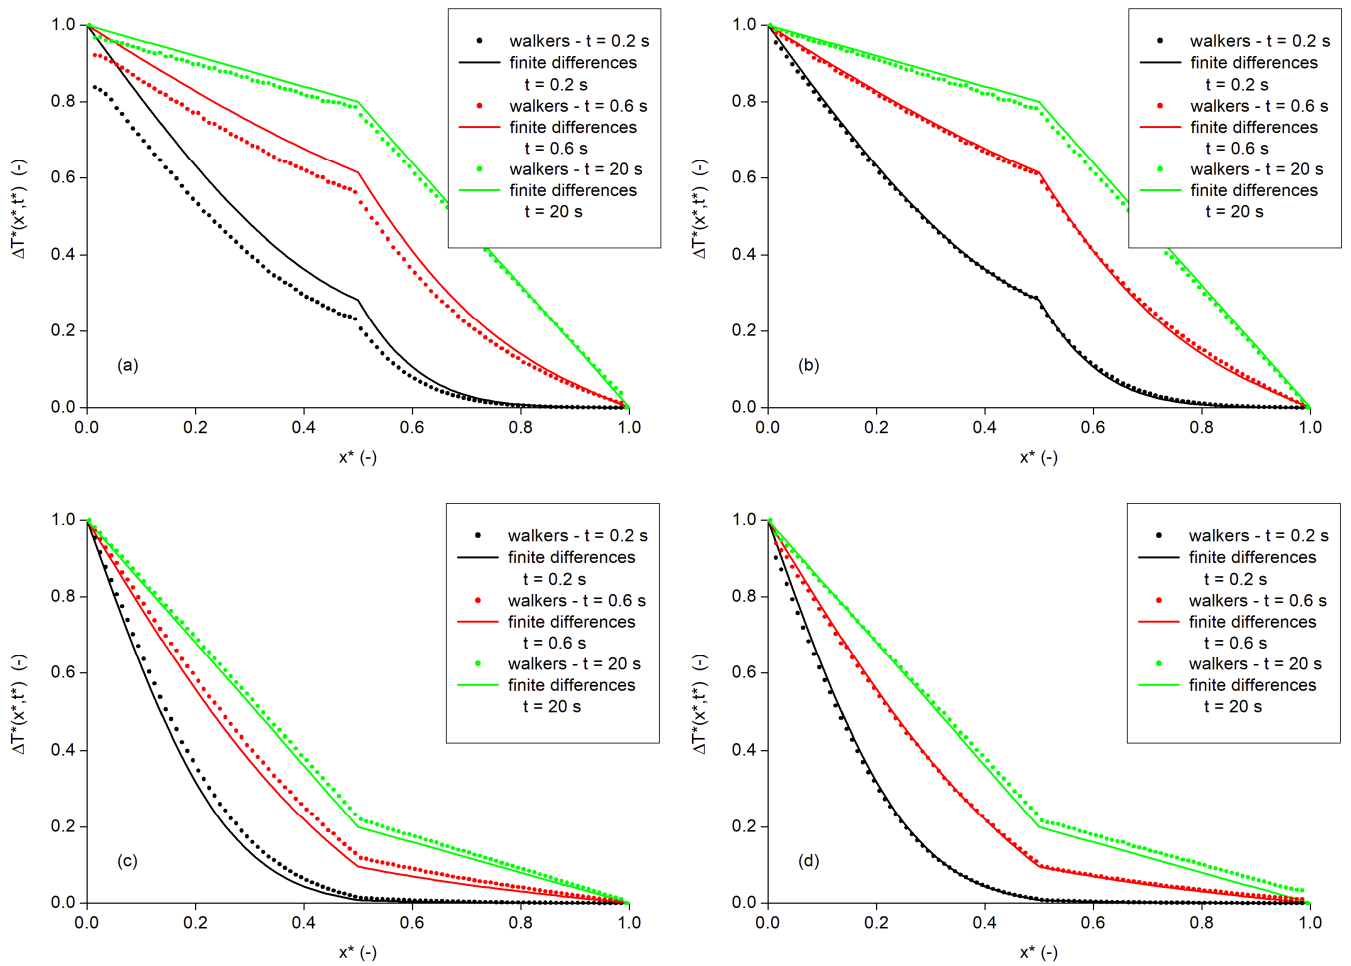 1.0
0.8
0.6
0.4
0.2
0.0
ΔT*(x*,t*) (-)
walkers - t = 0.2 s
finite differences
t = 0.2 s
walkers - t = 0.6 s
finite differences
t = 0.6 s
walkers - t = 20 s
finite differences
t = 20 s
(a)
0.0 0.2 0.4 0.6 0.8 1.0
x* (-)
1.0
0.8
0.6
0.4
0.2
0.0
ΔT*(x*,t*) (-)
walkers - t = 0.2 s
finite differences
t = 0.2 s
walkers - t = 0.6 s
finite differences
t = 0.6 s
walkers - t = 20 s
finite differences
t = 20 s
(b)
0.0 0.2 0.4 0.6 0.8 1.0
x* (-)
1.0
0.8
0.6
0.4
0.2
0.0
ΔT*(x*,t*) (-)
walkers - t = 0.2 s
finite differences
t = 0.2 s
walkers - t = 0.6 s
finite differences
t = 0.6 s
walkers - t = 20 s
finite differences
t = 20 s
(c)
0.0 0.2 0.4 0.6 0.8 1.0
x* (-)
1.0
0.8
0.6
0.4
0.2
0.0
ΔT*(x*,t*) (-)
walkers - t = 0.2 s
finite differences
t = 0.2 s
walkers - t = 0.6 s
finite differences
t = 0.6 s
walkers - t = 20 s
finite differences
t = 20 s
(d)
0.0 0.2 0.4 0.6 0.8 1.0
x* (-)